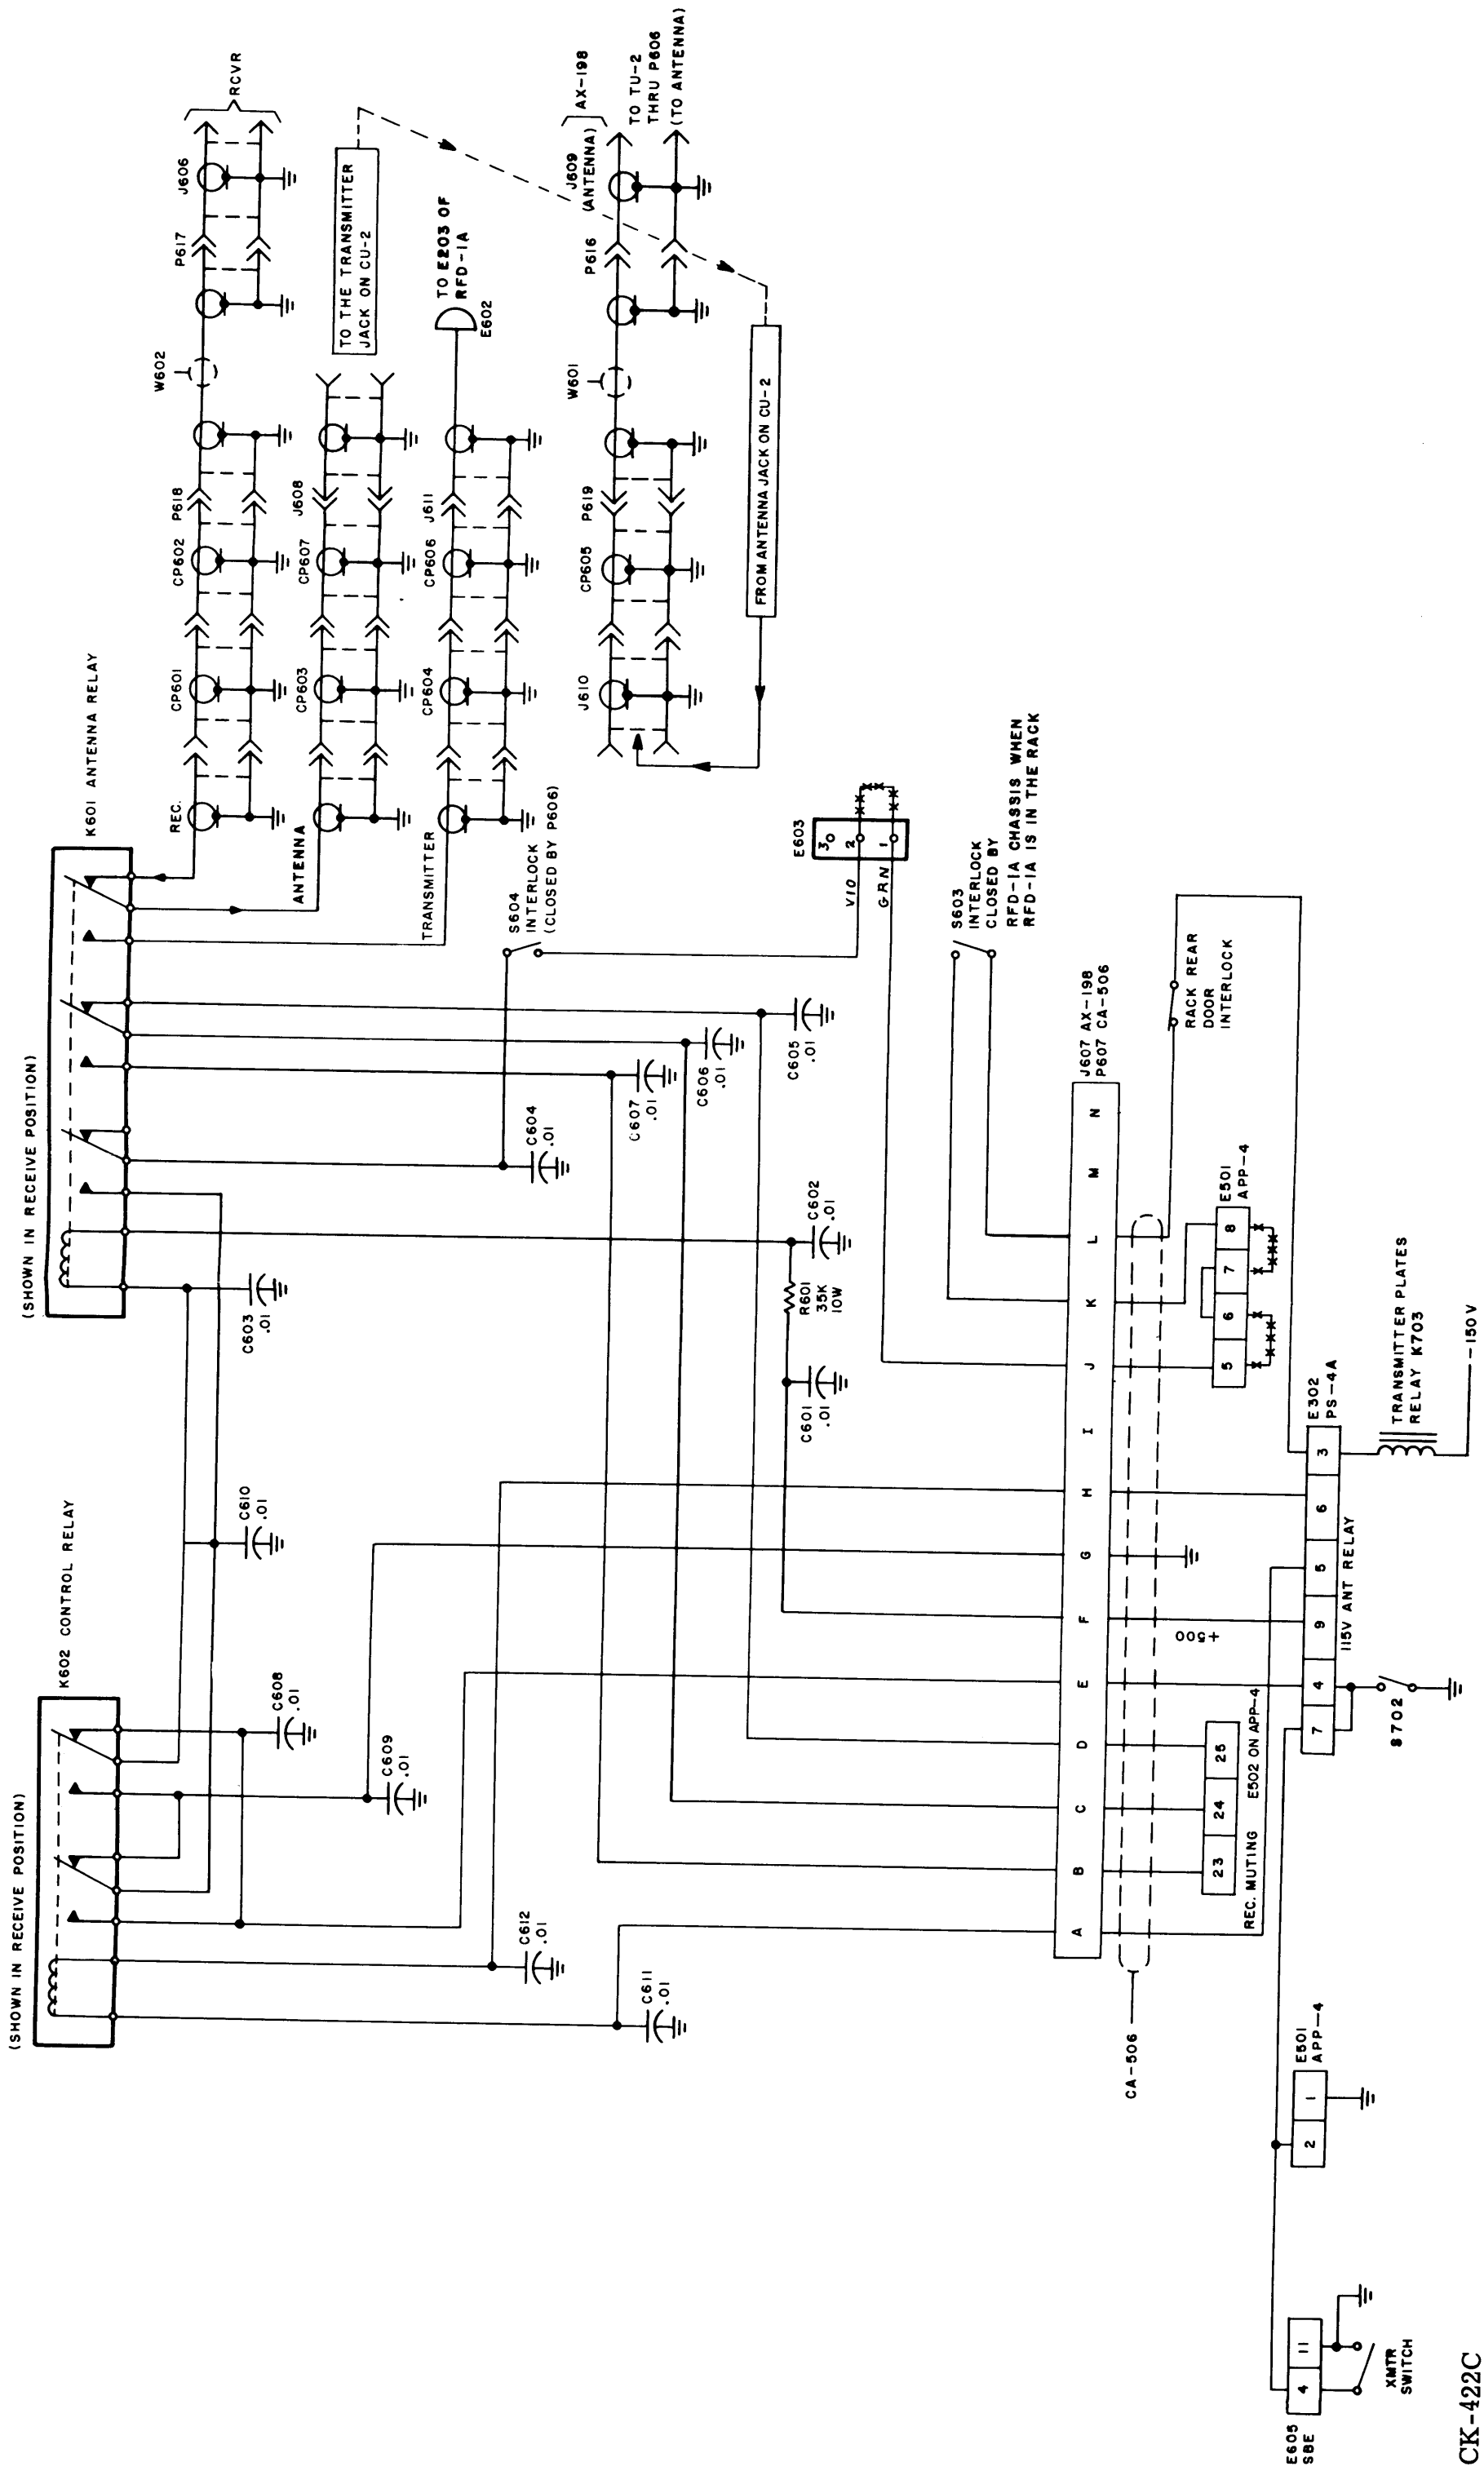 (SHOWN IN RECEIVE POSITION)
K602 CONTROL RELAY
(SHOWN IN RECEIVE POSITION)
K601 ANTENNA RELAY
C611
.01
C612
.01
C609
.01
C608
.01
C610
.01
C603
.01
C601
.01
R601
35K
10W
C602
.01
C604
.01
C607
.01
C606
.01
C605
.01
REC.
CP601
CP602
P618
W602
P617
J606
RCVR
ANTENNA
CP603
CP607
J608
TO THE TRANSMITTER
JACK ON CU-2
TRANSMITTER
CP604
CP606
J611
E602
TO E203 OF
RFD-1A
S604
INTERLOCK
(CLOSED BY P606)
J610
CP605
P619
W601
P616
J609
(ANTENNA)
AX-198
TO TU-2
THRU P606
(TO ANTENNA)
FROM ANTENNA JACK ON CU-2
E603
3
2
1
VIO
GRN
S603
INTERLOCK
CLOSED BY
RFD-1A CHASSIS WHEN
RFD-1A IS IN THE RACK
J607 AX-198
P607 CA-506
A B C D E F G H I J K L M N
CA-506
RACK REAR
DOOR
INTERLOCK
23 24 25
REC. MUTING
E502 ON APP-4
+500
5 6 7 8
E501
APP-4
7 4 9 5 6 3
E302
PS-4A
115V ANT RELAY
S702
TRANSMITTER PLATES
RELAY K703
-150V
2 1
E501
APP-4
E605
SBE
4 11
XMTR
SWITCH
CK-422C